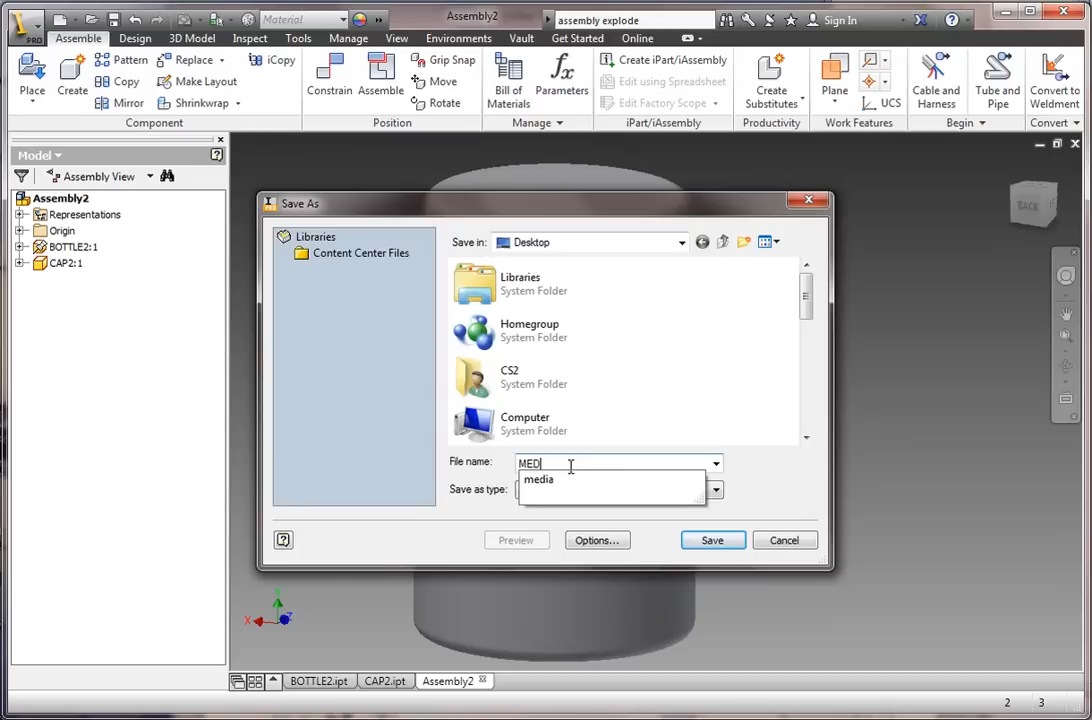 Material
Assembly2
assembly explode
Sign In
PRO
Assemble
Design
3D Model
Inspect
Tools
Manage
View
Environments
Vault
Get Started
Online
Place
Create
Pattern
Copy
Mirror
Replace
Make Layout
Shrinkwrap
iCopy
Component
Constrain
Assemble
Grip Snap
Move
Rotate
Position
Bill of
Materials
Parameters
Manage
Create iPart/iAssembly
Edit using Spreadsheet
Edit Factory Scope
iPart/iAssembly
Create
Substitutes
Productivity
Plane
UCS
Work Features
Cable and
Harness
Tube and
Pipe
Begin
Convert to
Weldment
Convert
Model
Assembly View
Assembly2
Representations
Origin
BOTTLE2:1
CAP2:1
BACK
Save As
Libraries
Content Center Files
Save in:
Desktop
Libraries
System Folder
Homegroup
System Folder
CS2
System Folder
Computer
System Folder
File name:
MED
media
Save as type:
Preview
Options...
Save
Cancel
Y
X
Z
BOTTLE2.ipt
CAP2.ipt
Assembly2
2
3